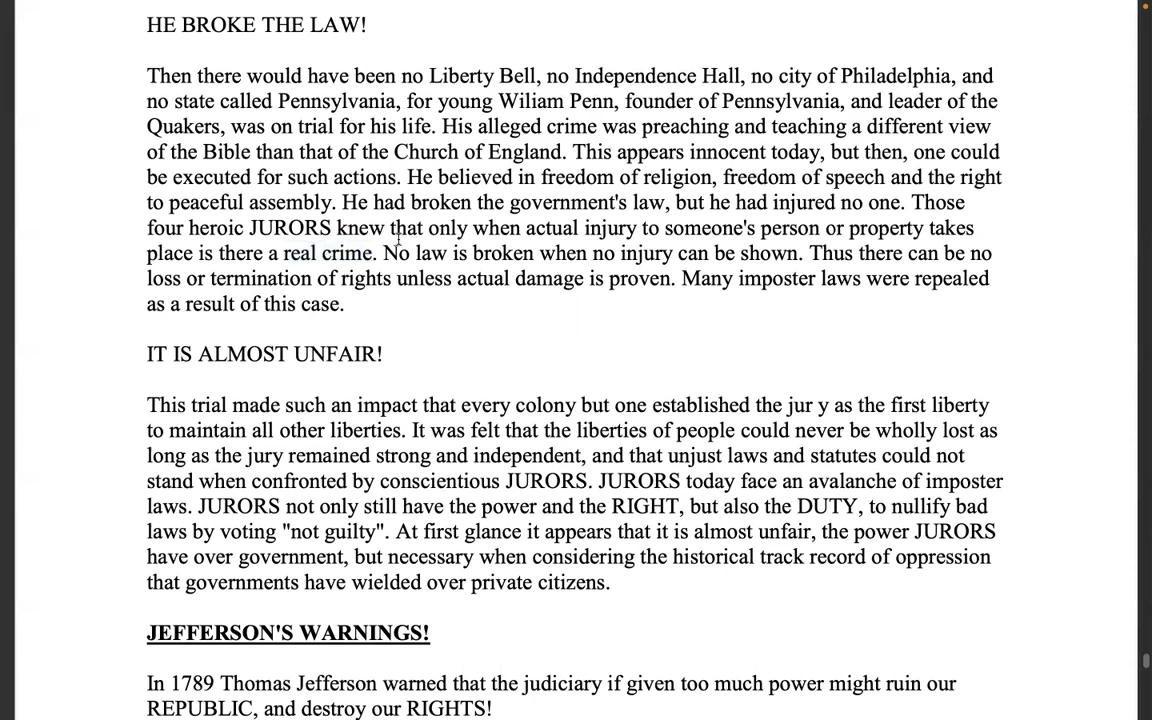 HE BROKE THE LAW!
Then there would have been no Liberty Bell, no Independence Hall, no city of Philadelphia, and
no state called Pennsylvania, for young Wiliam Penn, founder of Pennsylvania, and leader of the
Quakers, was on trial for his life. His alleged crime was preaching and teaching a different view
of the Bible than that of the Church of England. This appears innocent today, but then, one could
be executed for such actions. He believed in freedom of religion, freedom of speech and the right
to peaceful assembly. He had broken the government's law, but he had injured no one. Those
four heroic JURORS knew that only when actual injury to someone's person or property takes
place is there a real crime. No law is broken when no injury can be shown. Thus there can be no
loss or termination of rights unless actual damage is proven. Many imposter laws were repealed
as a result of this case.
IT IS ALMOST UNFAIR!
This trial made such an impact that every colony but one established the jur y as the first liberty
to maintain all other liberties. It was felt that the liberties of people could never be wholly lost as
long as the jury remained strong and independent, and that unjust laws and statutes could not
stand when confronted by conscientious JURORS. JURORS today face an avalanche of imposter
laws. JURORS not only still have the power and the RIGHT, but also the DUTY, to nullify bad
laws by voting "not guilty". At first glance it appears that it is almost unfair, the power JURORS
have over government, but necessary when considering the historical track record of oppression
that governments have wielded over private citizens.
JEFFERSON'S WARNINGS!
In 1789 Thomas Jefferson warned that the judiciary if given too much power might ruin our
REPUBLIC, and destroy our RIGHTS!